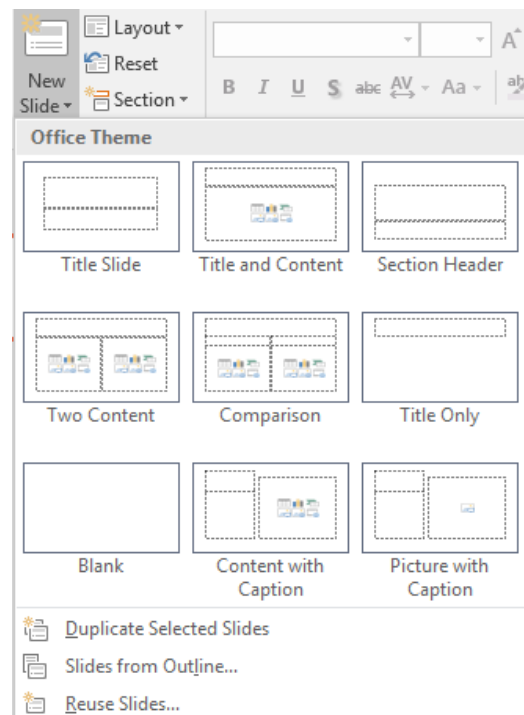 Layout
Reset
New
Slide
Section
A
B I U S abc AV Aa ab
Office Theme
Title Slide Title and Content Section Header
Two Content Comparison Title Only
Blank Content with Picture with
Caption Caption
Duplicate Selected Slides
Slides from Outline...
Reuse Slides...